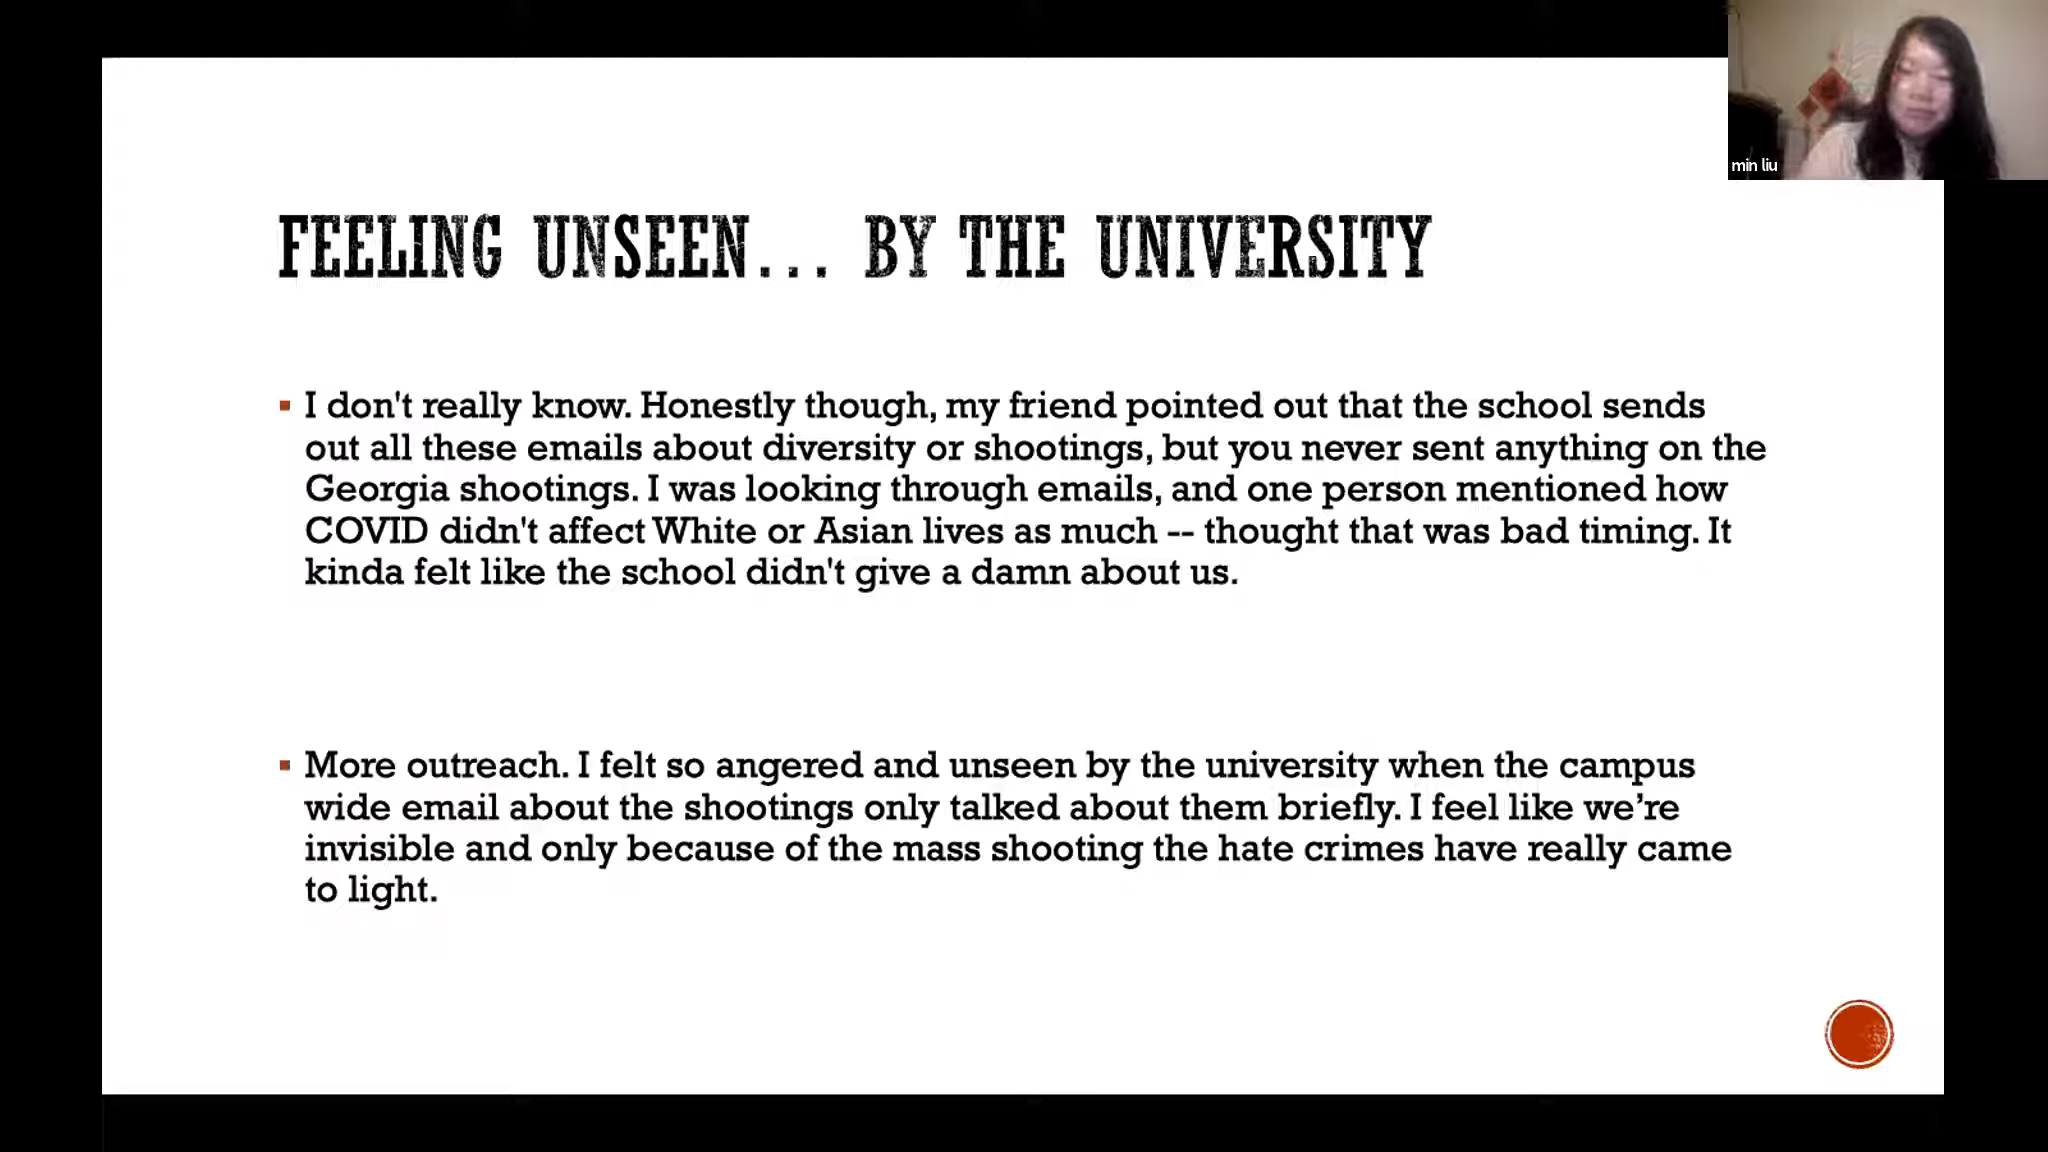 min liu
FEELING UNSEEN... BY THE UNIVERSITY
▪ I don't really know. Honestly though, my friend pointed out that the school sends
out all these emails about diversity or shootings, but you never sent anything on the
Georgia shootings. I was looking through emails, and one person mentioned how
COVID didn't affect White or Asian lives as much -- thought that was bad timing. It
kinda felt like the school didn't give a damn about us.
▪ More outreach. I felt so angered and unseen by the university when the campus
wide email about the shootings only talked about them briefly. I feel like we’re
invisible and only because of the mass shooting the hate crimes have really came
to light.